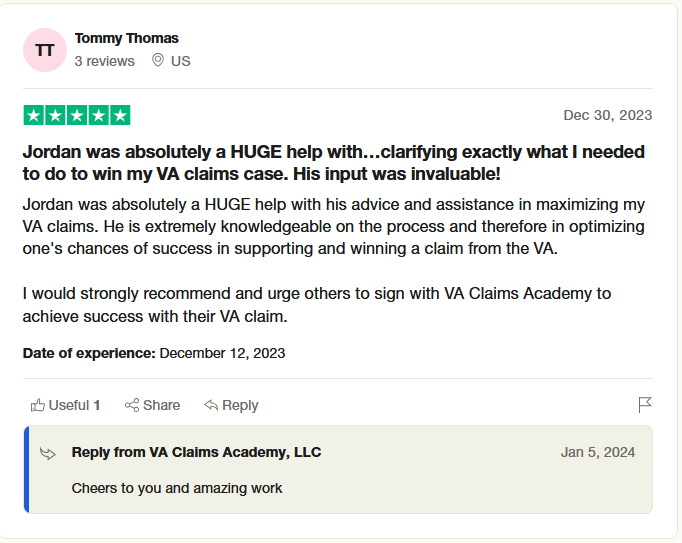 TT
Tommy Thomas
3 reviews US
Dec 30, 2023
Jordan was absolutely a HUGE help with…clarifying exactly what I needed
to do to win my VA claims case. His input was invaluable!
Jordan was absolutely a HUGE help with his advice and assistance in maximizing my
VA claims. He is extremely knowledgeable on the process and therefore in optimizing
one's chances of success in supporting and winning a claim from the VA.
I would strongly recommend and urge others to sign with VA Claims Academy to
achieve success with their VA claim.
Date of experience: December 12, 2023
Useful 1 Share Reply
Reply from VA Claims Academy, LLC Jan 5, 2024
Cheers to you and amazing work